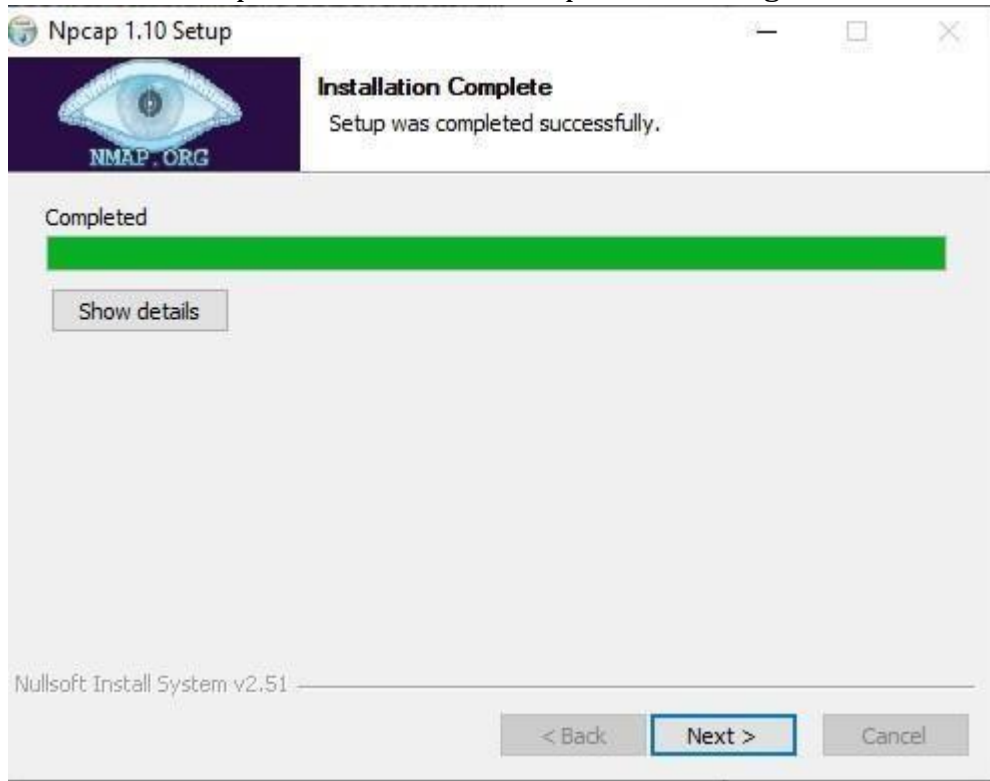 Npcap 1.10 Setup
NMAP.ORG
Installation Complete
Setup was completed successfully.
Completed
Show details
Nullsoft Install System v2.51
< Back
Next >
Cancel